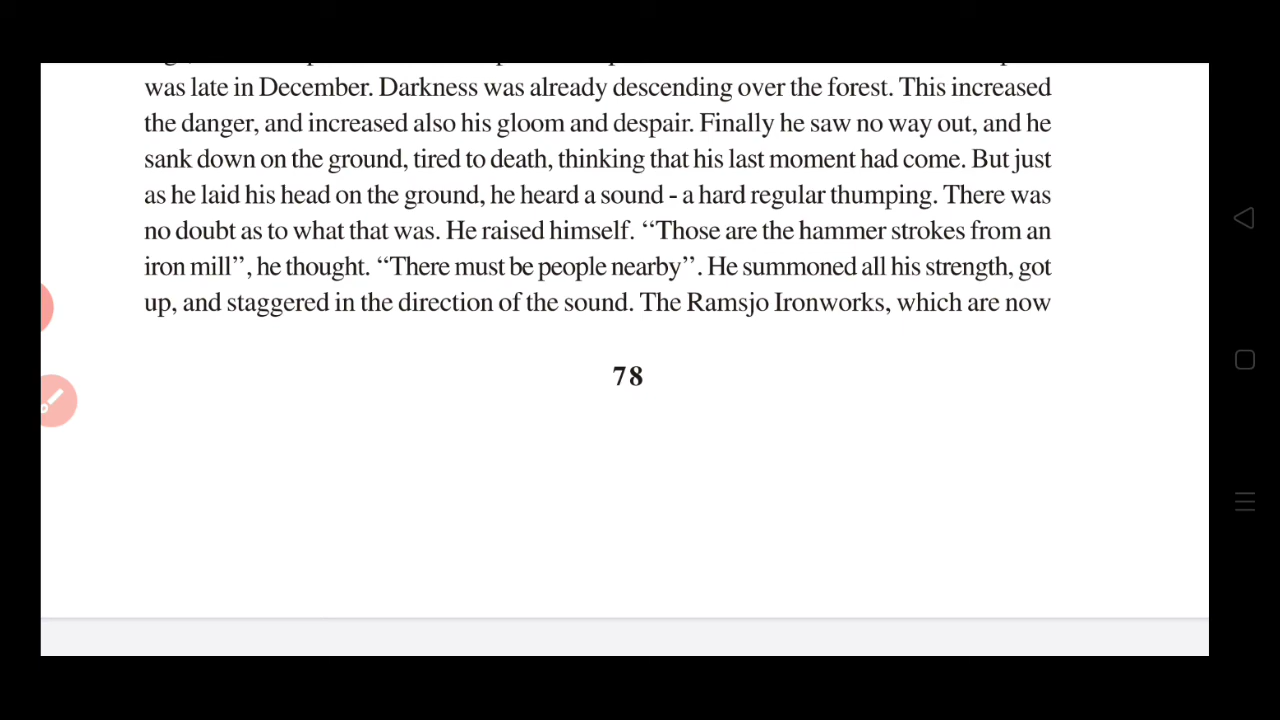 was late in December. Darkness was already descending over the forest. This increased
the danger, and increased also his gloom and despair. Finally he saw no way out, and he
sank down on the ground, tired to death, thinking that his last moment had come. But just
as he laid his head on the ground, he heard a sound - a hard regular thumping. There was
no doubt as to what that was. He raised himself. ‘‘Those are the hammer strokes from an
iron mill’’, he thought. ‘‘There must be people nearby’’. He summoned all his strength, got
up, and staggered in the direction of the sound. The Ramsjo Ironworks, which are now
78